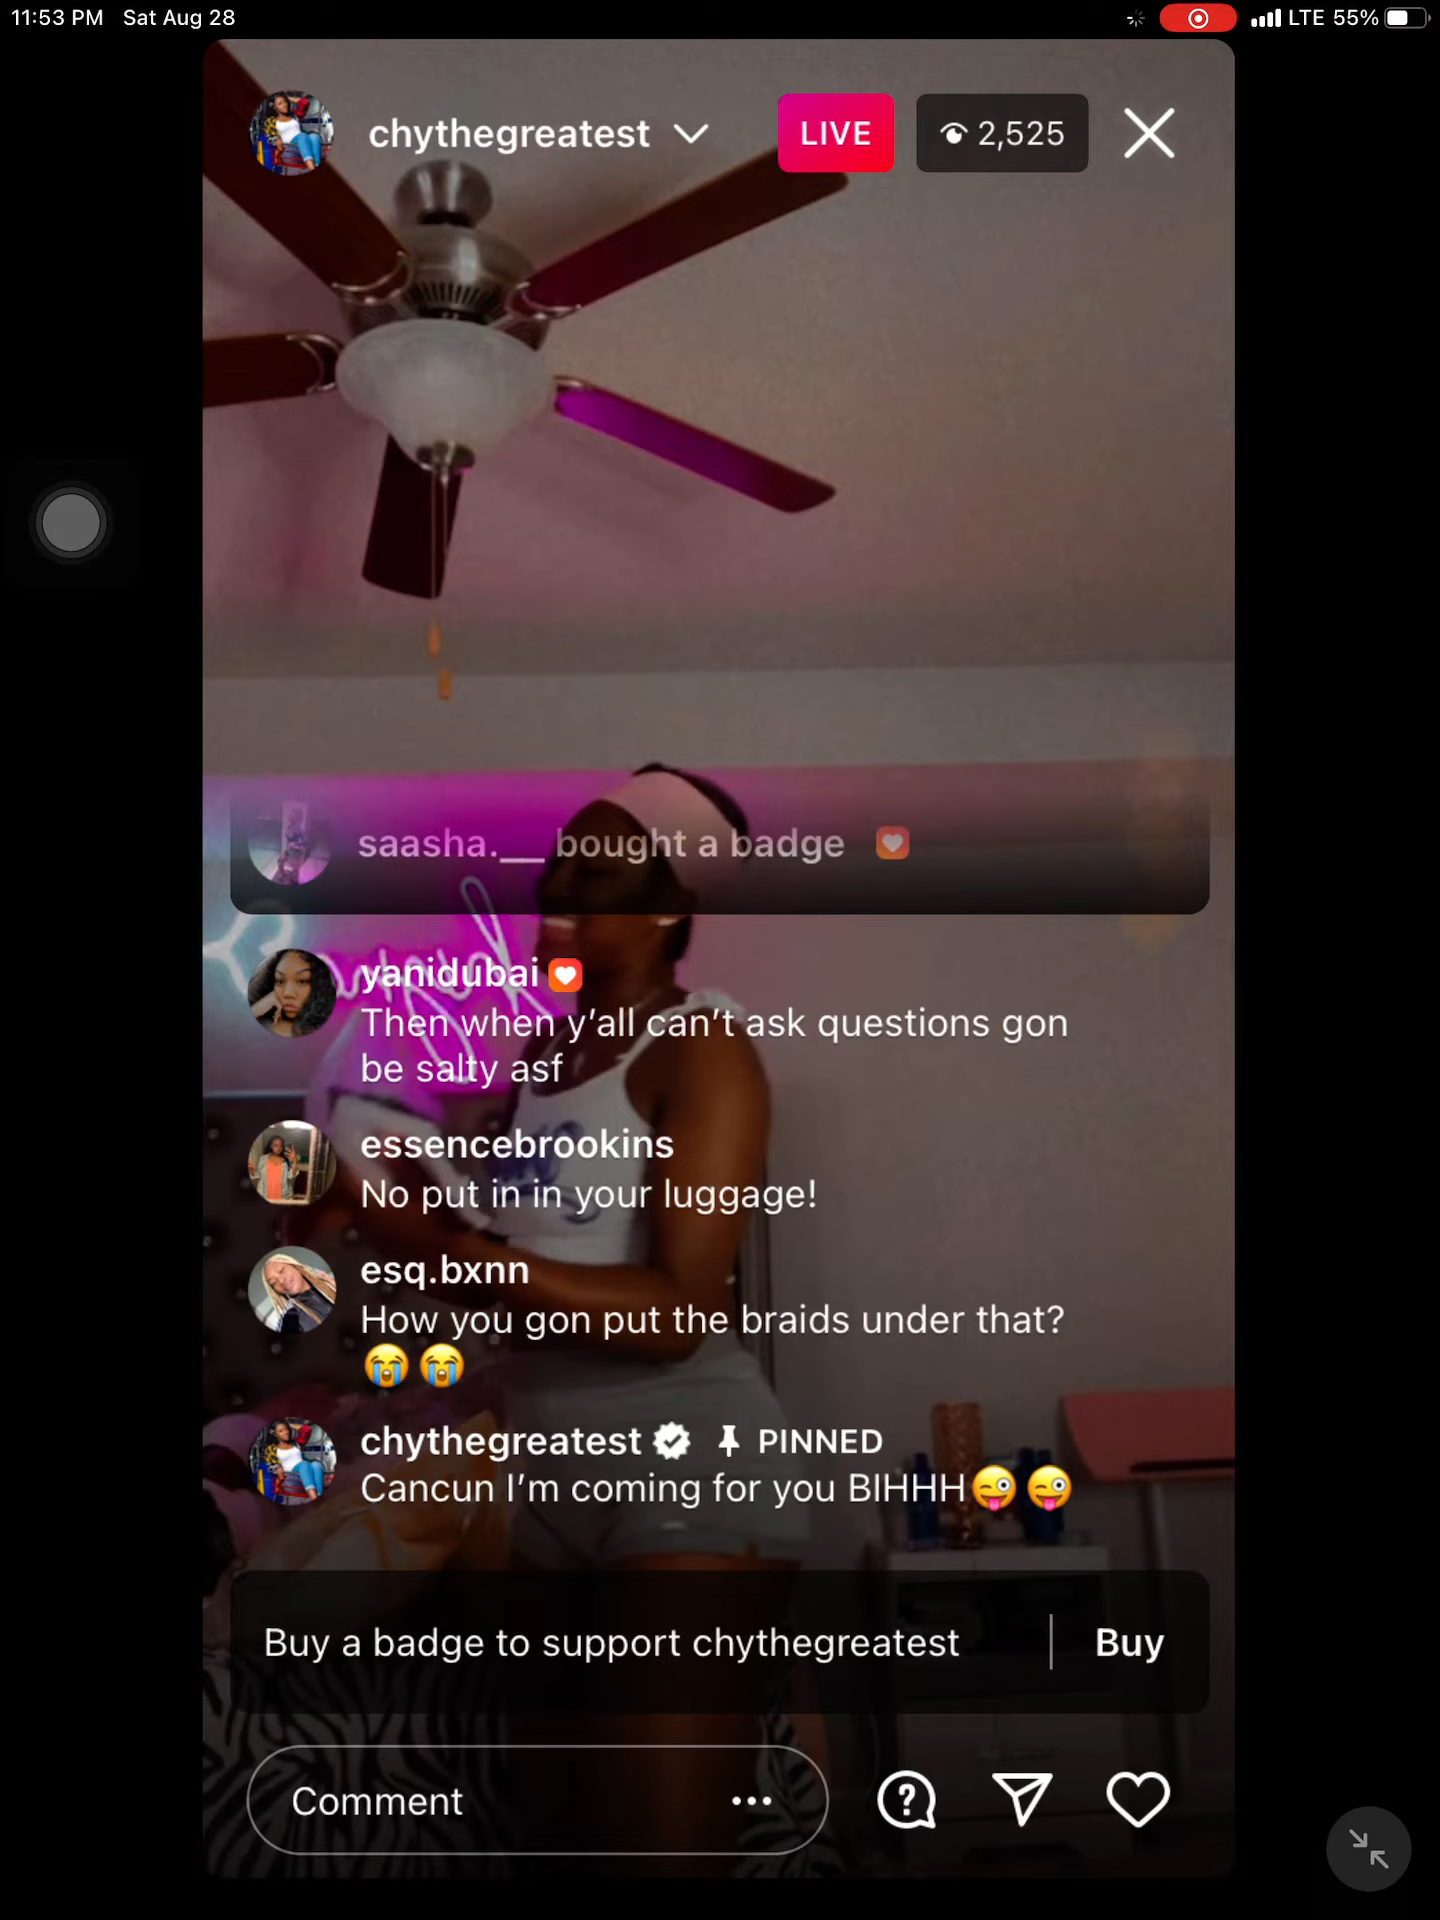 11:53 PM Sat Aug 28
LTE 55%
chythegreatest
LIVE
2,525
saasha.__ bought a badge
yanidubai
Then when y’all can’t ask questions gon
be salty asf
essencebrookins
No put in in your luggage!
esq.bxnn
How you gon put the braids under that?
😭 😭
chythegreatest PINNED
Cancun I’m coming for you BIHHH😜 😜
Buy a badge to support chythegreatest
Buy
Comment